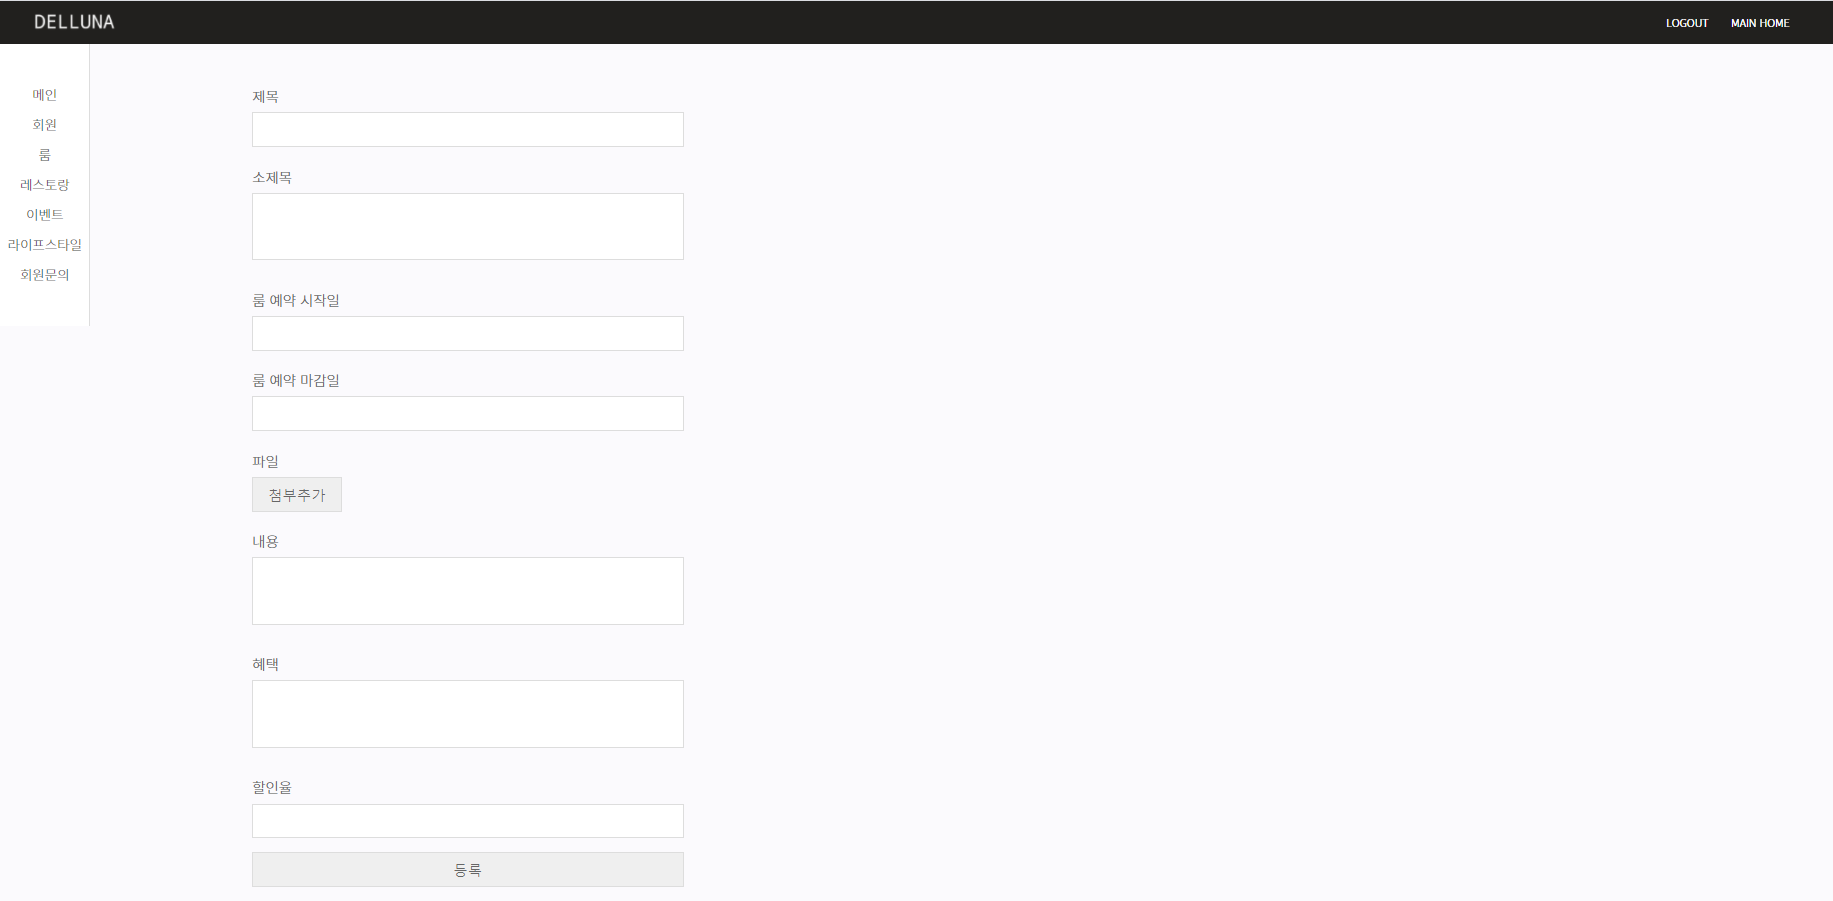 DELLUNA
LOGOUT MAIN HOME
메인
회원
룸
레스토랑
이벤트
라이프스타일
회원문의
제목
소제목
룸 예약 시작일
룸 예약 마감일
파일
첨부추가
내용
혜택
할인율
등록